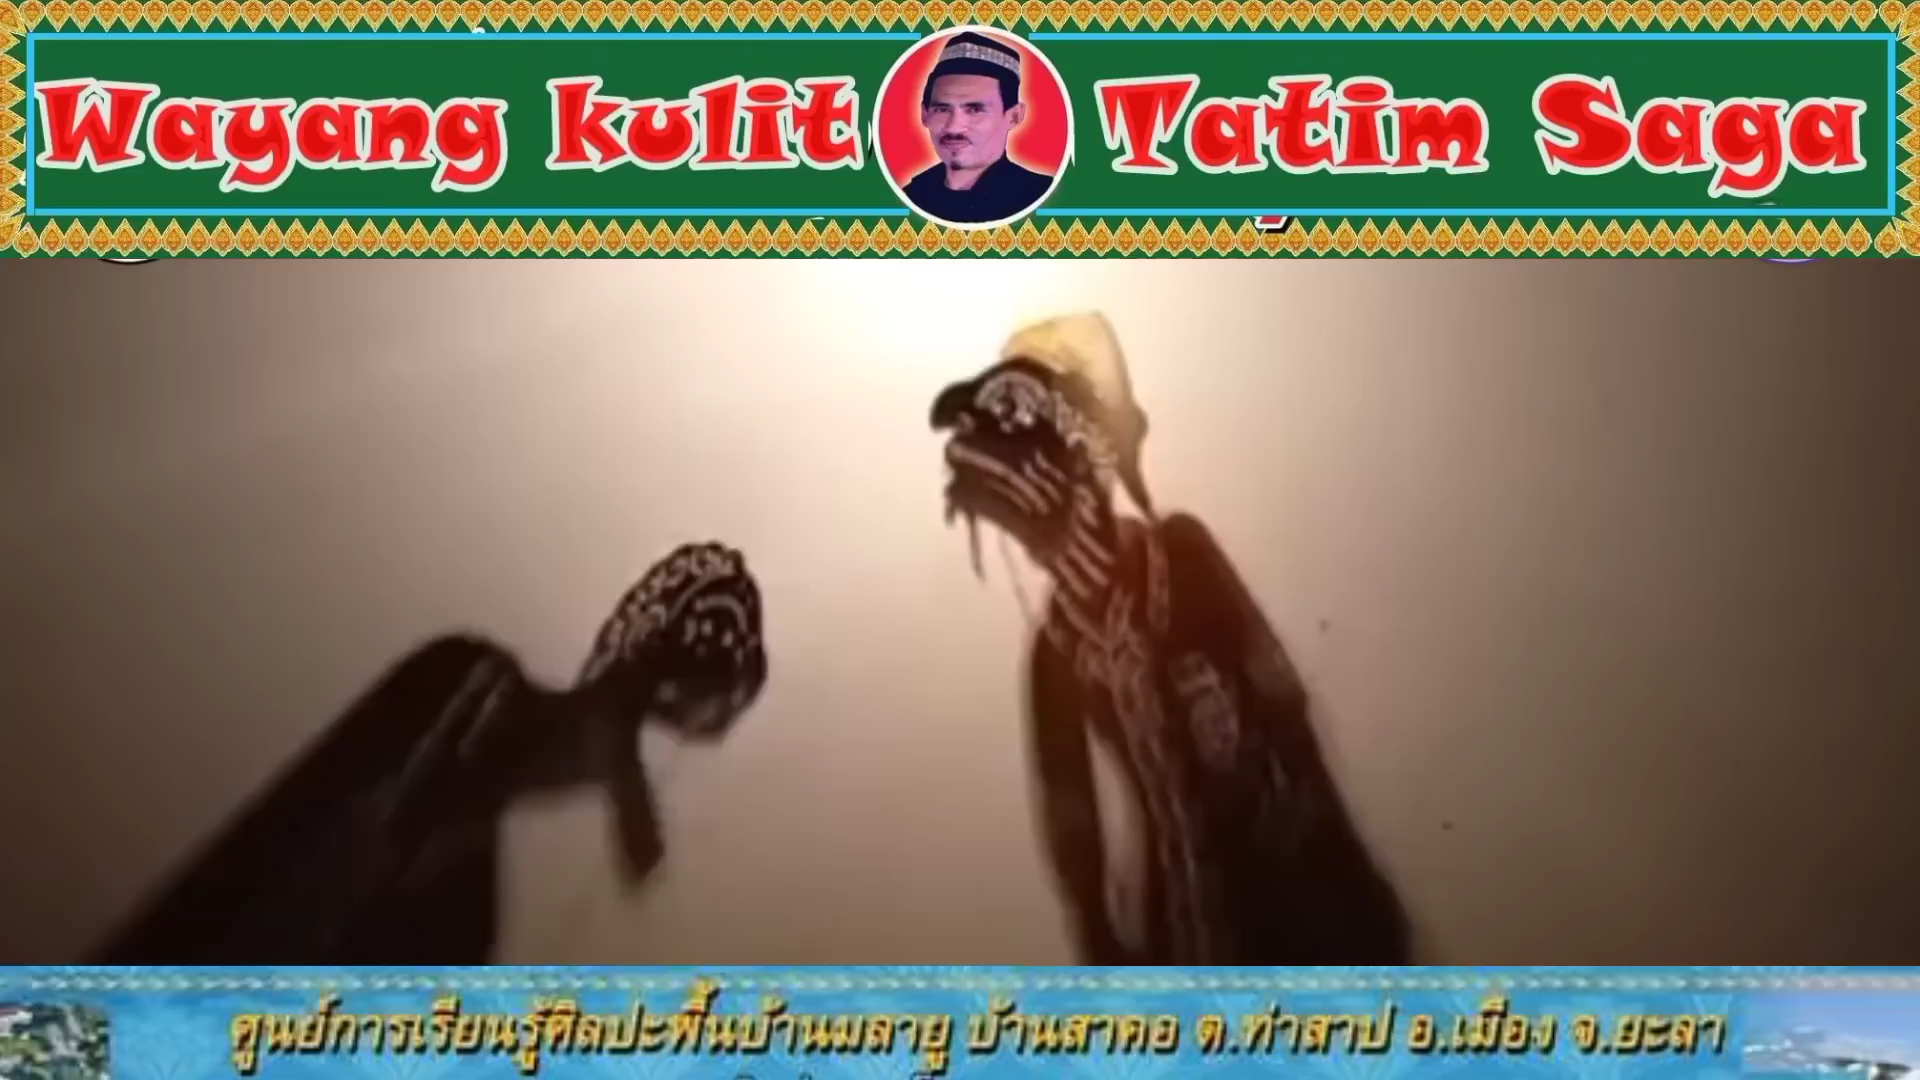 Wayang kulit Tatim Saga
ศูนย์การเรียนรู้ศิลปะพื้นบ้านมลายู บ้านสาคอ ต.ท่าสาป อ.เมือง จ.ยะลา